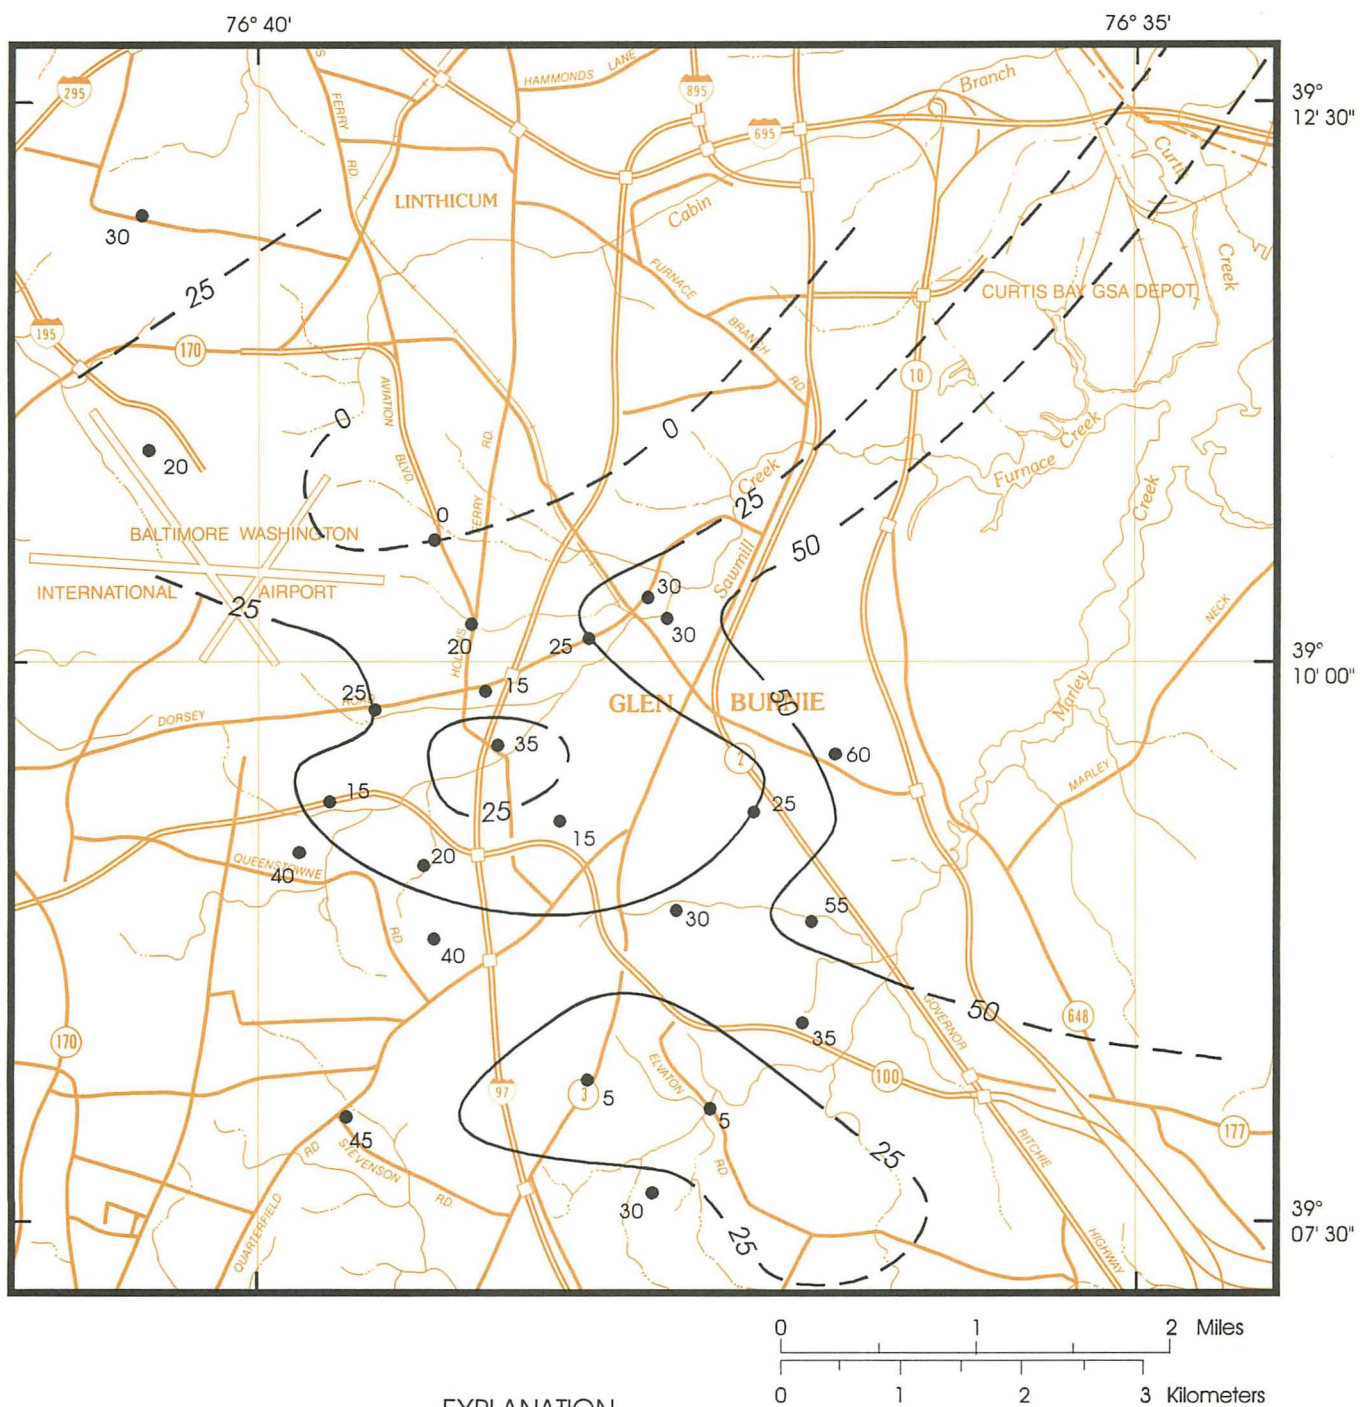 76° 40'
76° 35'
39°
12' 30"
295
S
FERRY
RD.
HAMMONDS LANE
895
695
Branch
Curtis
Creek
LINTHICUM
Cabin
30
25
FURNACE
BRANCH
RD.
CURTIS BAY GSA DEPOT
195
170
AVIATION
BLVD.
10
0
0
RD.
FERRY
20
Creek
25
Furnace Creek
Creek
0
BALTIMORE WASHINGTON
INTERNATIONAL AIRPORT
50
Sawmill
25
30
30
NECK
20
25
HOLLINS
39°
10' 00"
25
ROAD
15
DORSEY
GLEN BURNIE
50
Marley
35
2
60
MARLEY
15
25
25
15
QUEENSTOWNE
RD.
40
20
30
55
40
GOVERNOR
50
648
170
35
ELVATON
RD.
97
3
5
100
5
45
RD
STEVENSON
RD.
25
RITCHIE
177
30
25
QUARTERFIELD
HIGHWAY
39°
07' 30"
0 1 2 Miles
0 1 2 3 Kilometers
EXPLANATION